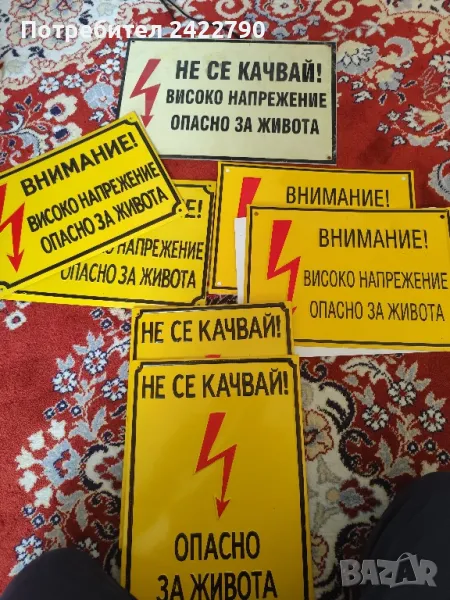 Потребител 2422790
НЕ СЕ КАЧВАЙ!
ВИСОКО НАПРЕЖЕНИЕ
ОПАСНО ЗА ЖИВОТА
ВНИМАНИЕ!
ВИСОКО НАПРЕЖЕНИЕ
ОПАСНО ЗА ЖИВОТА
Е!
НАПРЕЖЕНИЕ
ОПАСНО ЗА ЖИВОТА
ВНИМАНИЕ!
ВНИМАНИЕ!
ВИСОКО НАПРЕЖЕНИЕ
ОПАСНО ЗА ЖИВОТА
НЕ СЕ КАЧВАЙ!
НЕ СЕ КАЧВАЙ!
ОПАСНО
ЗА ЖИВОТА
BAZAR